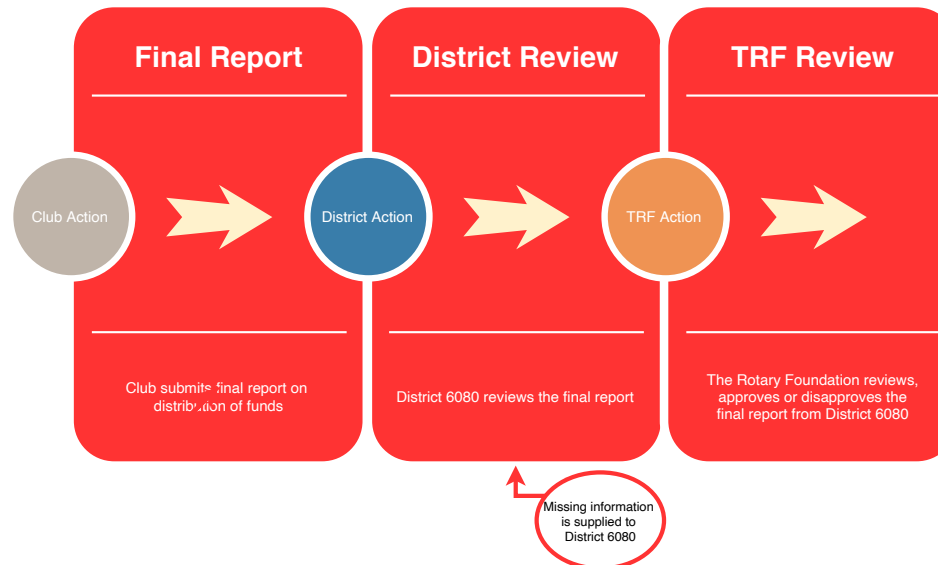 Final Report
District Review
TRF Review
Club Action
District Action
TRF Action
Club submits final report on
distribution of funds
District 6080 reviews the final report
The Rotary Foundation reviews,
approves or disapproves the
final report from District 6080
Missing information
is supplied to
District 6080